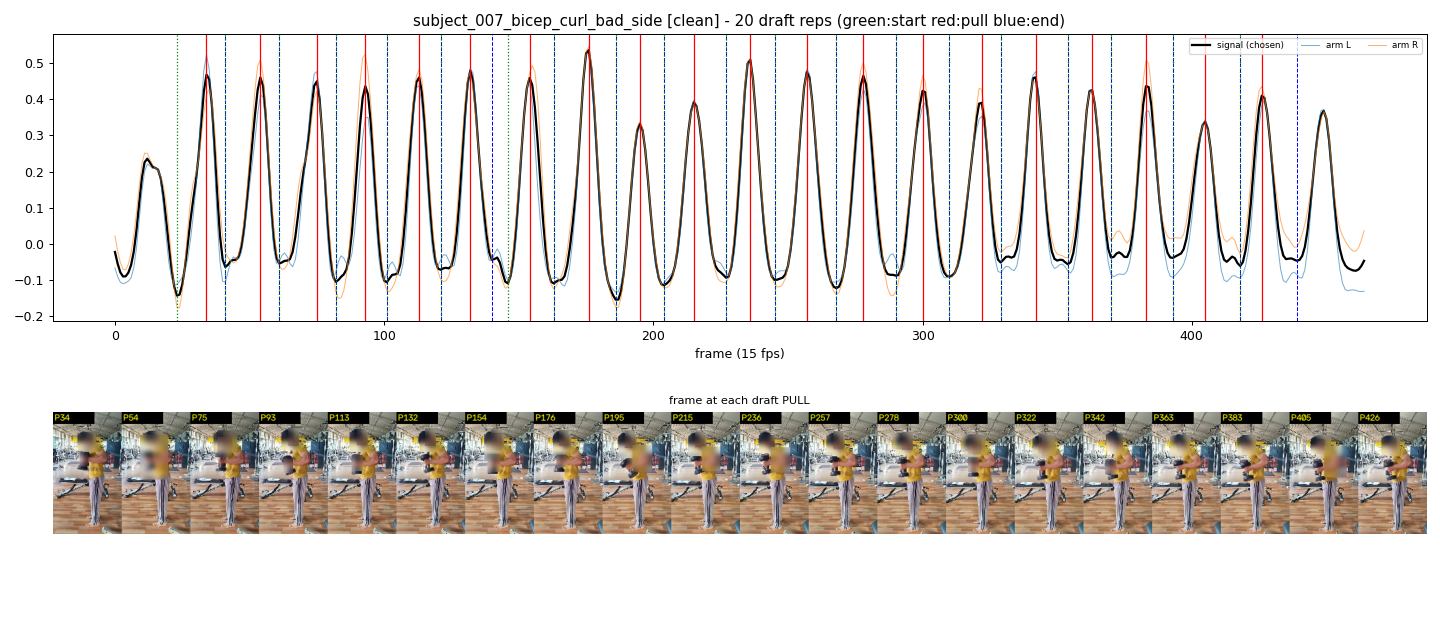 subject_007_bicep_curl_bad_side [clean] - 20 draft reps (green:start red:pull blue:end)
signal (chosen) arm L arm R
0.5
0.4
0.3
0.2
0.1
0.0
−0.1
−0.2
0 100 200 300 400
frame (15 fps)
frame at each draft PULL
P34 P54 P75 P93 P113 P132 P154 P176 P195 P215 P236 P257 P278 P300 P322 P342 P363 P383 P405 P426